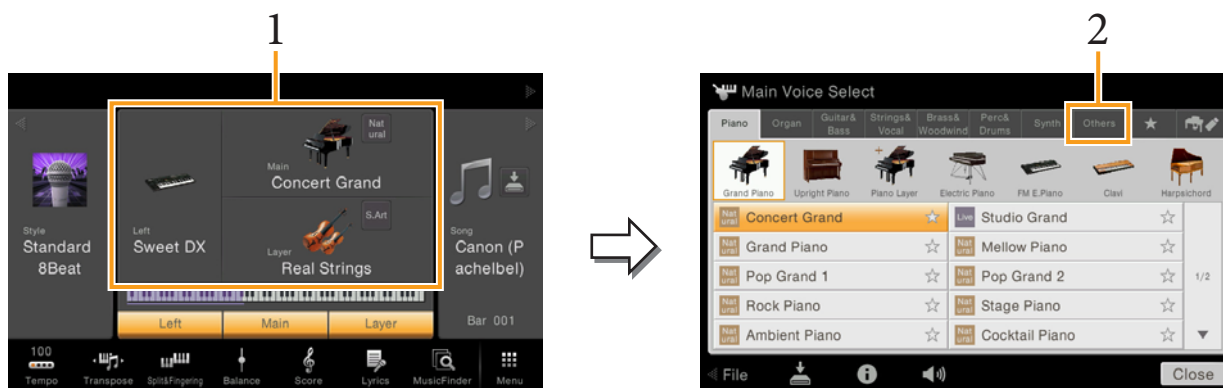 1
2
Nat
ural
Main
Concert Grand
S.Art
Layer
Real Strings
Left
Sweet DX
Style
Standard
8Beat
Song
Canon (P
achelbel)
Left Main Layer
Bar 001
100
Tempo Transpose Split&Fingering Balance Score Lyrics MusicFinder Menu
Main Voice Select
Piano Organ Guitar& Bass Strings& Vocal Brass& Woodwind Perc& Drums Synth Others
Grand Piano Upright Piano Piano Layer Electric Piano FM E.Piano Clavi Harpsichord
Natural Concert Grand Live Studio Grand
Natural Grand Piano Natural Mellow Piano
Natural Pop Grand 1 Natural Pop Grand 2 1/2
Natural Rock Piano Natural Stage Piano
Natural Ambient Piano Natural Cocktail Piano
File Close